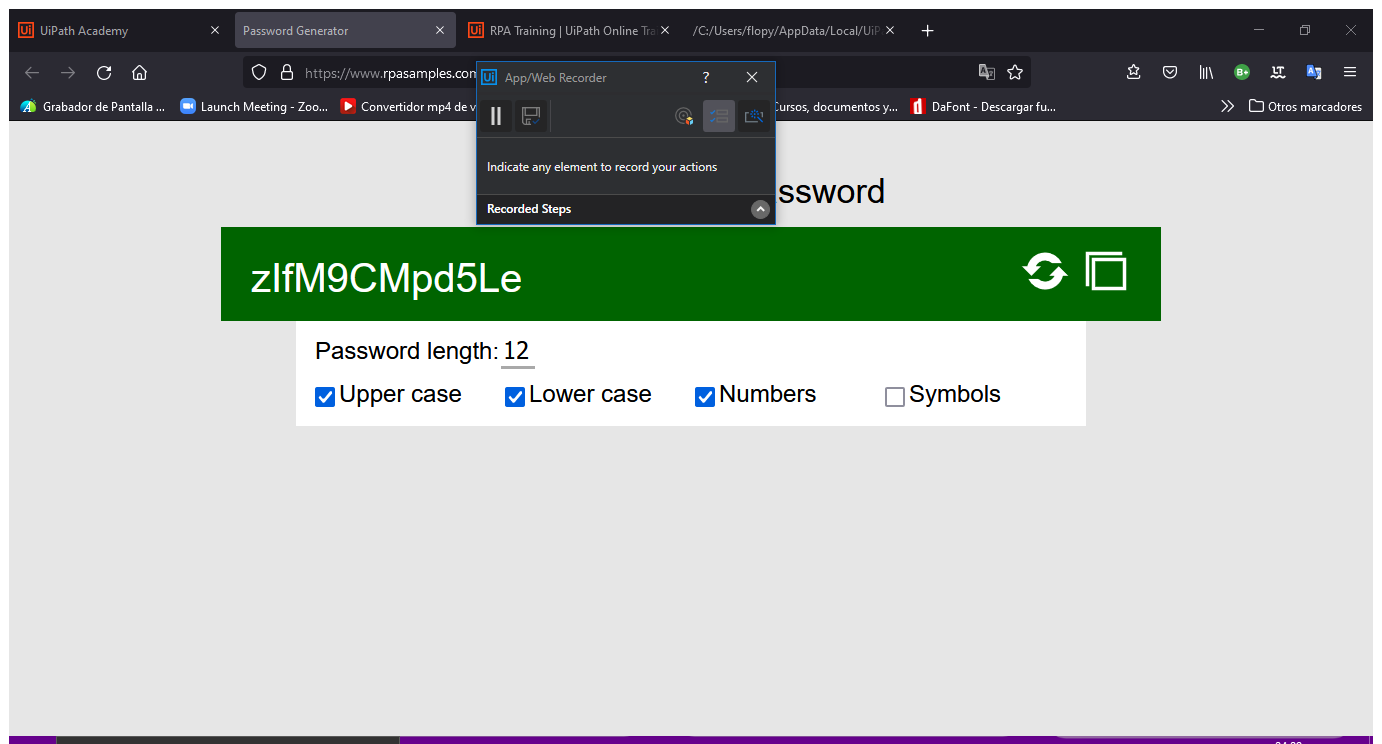 UiPath Academy
Password Generator
RPA Training | UiPath Online Tra
/C:/Users/flopy/AppData/Local/UiP
https://www.rpasamples.com
Grabador de Pantalla ...
Launch Meeting - Zoo...
Convertidor mp4 de v
Cursos, documentos y...
DaFont - Descargar fu...
Otros marcadores
Ui App/Web Recorder ?
Indicate any element to record your actions
Recorded Steps
ssword
zIfM9CMpd5Le
Password length: 12
Upper case
Lower case
Numbers
Symbols